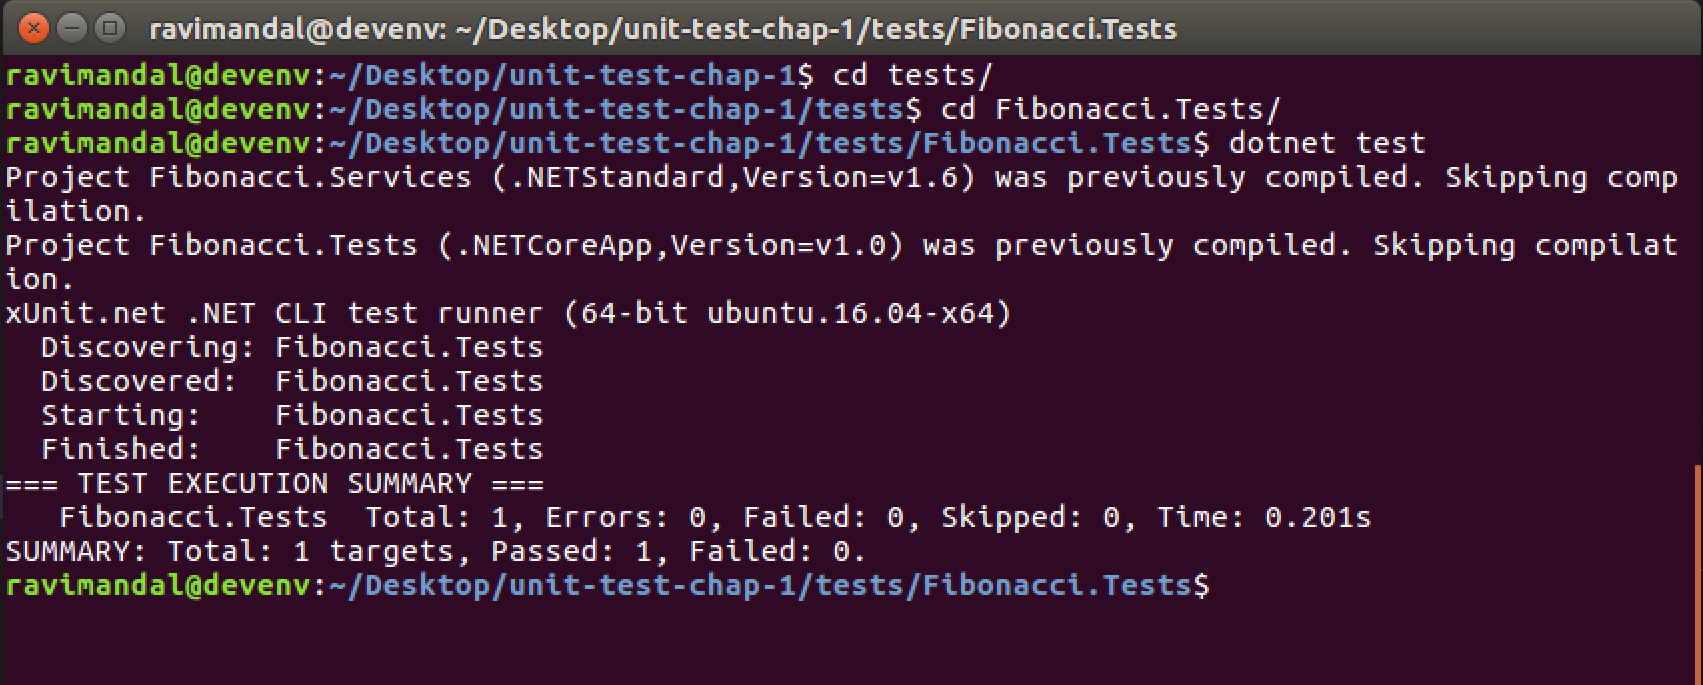 ravimandal@devenv: ~/Desktop/unit-test-chap-1/tests/Fibonacci.Tests
ravimandal@devenv:~/Desktop/unit-test-chap-1$ cd tests/
ravimandal@devenv:~/Desktop/unit-test-chap-1/tests$ cd Fibonacci.Tests/
ravimandal@devenv:~/Desktop/unit-test-chap-1/tests/Fibonacci.Tests$ dotnet test
Project Fibonacci.Services (.NETStandard,Version=v1.6) was previously compiled. Skipping comp
ilation.
Project Fibonacci.Tests (.NETCoreApp,Version=v1.0) was previously compiled. Skipping compilat
ion.
xUnit.net .NET CLI test runner (64-bit ubuntu.16.04-x64)
  Discovering: Fibonacci.Tests
  Discovered:  Fibonacci.Tests
  Starting:    Fibonacci.Tests
  Finished:    Fibonacci.Tests
=== TEST EXECUTION SUMMARY ===
   Fibonacci.Tests  Total: 1, Errors: 0, Failed: 0, Skipped: 0, Time: 0.201s
SUMMARY: Total: 1 targets, Passed: 1, Failed: 0.
ravimandal@devenv:~/Desktop/unit-test-chap-1/tests/Fibonacci.Tests$